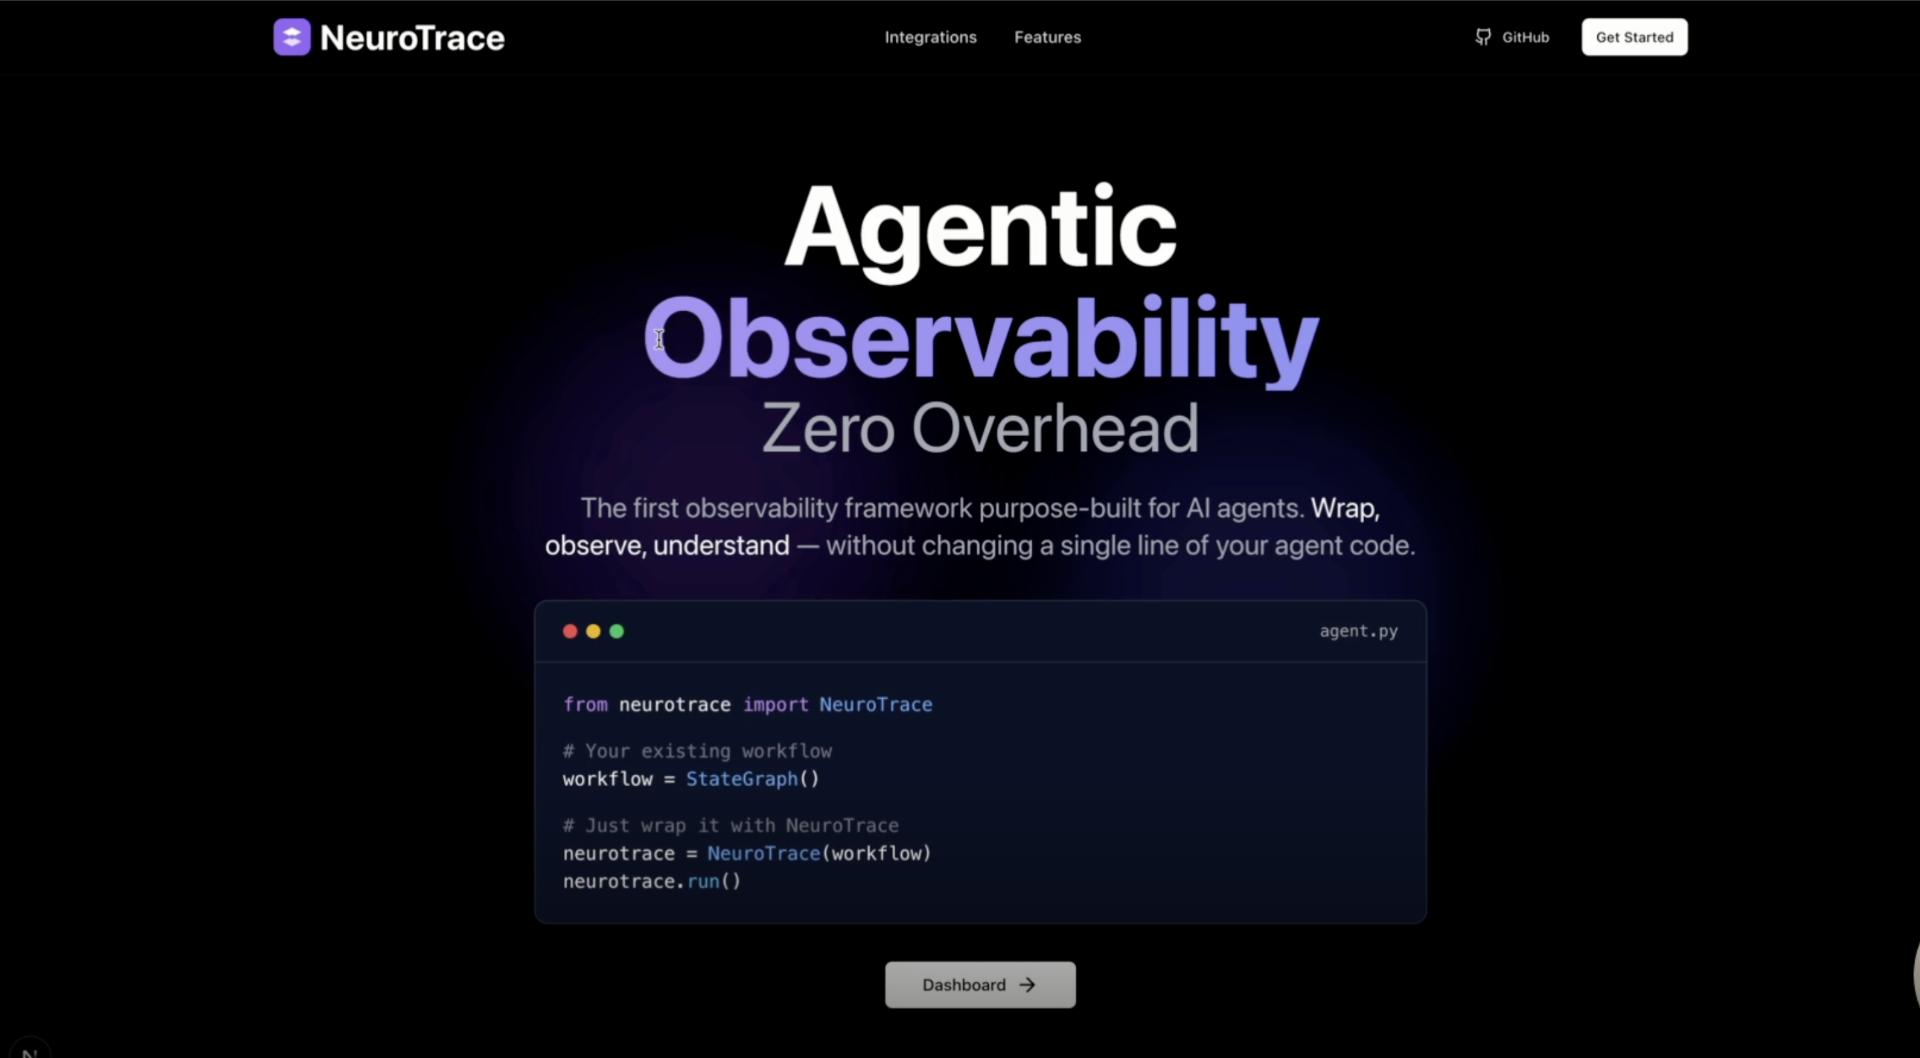 NeuroTrace
Integrations
Features
GitHub
Get Started
Agentic
Observability
Zero Overhead
The first observability framework purpose-built for AI agents. Wrap,
observe, understand — without changing a single line of your agent code.
agent.py
from neurotrace import NeuroTrace
# Your existing workflow
workflow = StateGraph()
# Just wrap it with NeuroTrace
neurotrace = NeuroTrace(workflow)
neurotrace.run()
Dashboard →
N